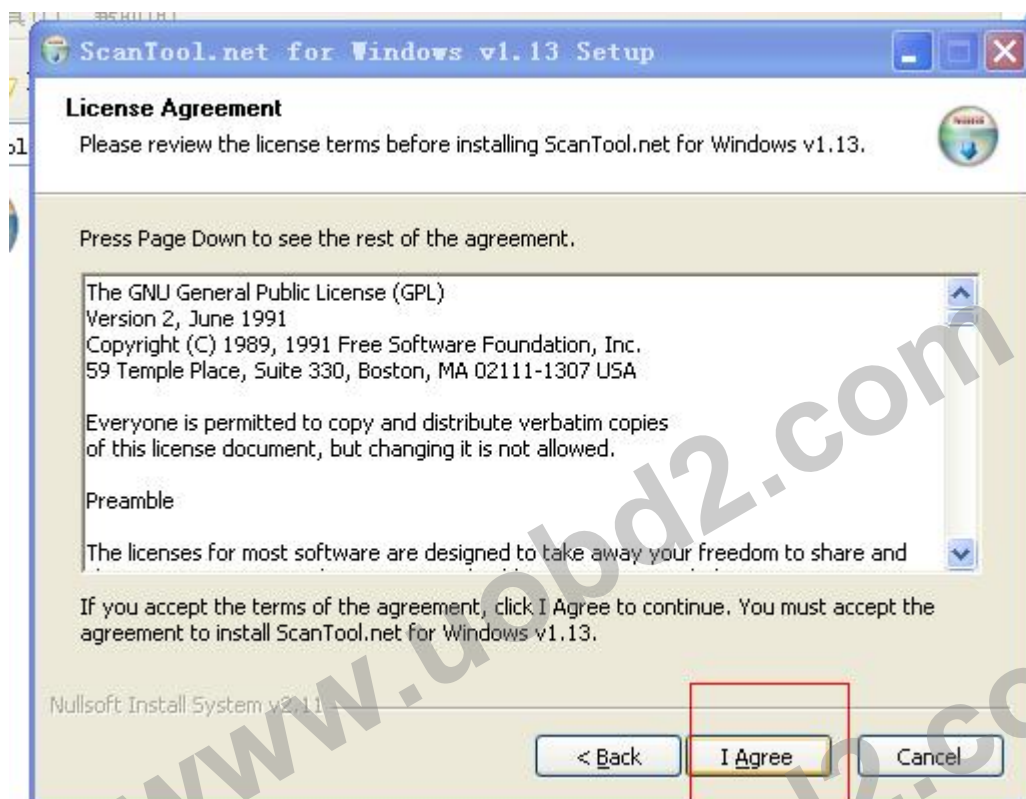 ScanTool.net for Windows v1.13 Setup
License Agreement
Please review the license terms before installing ScanTool.net for Windows v1.13.
Press Page Down to see the rest of the agreement.
The GNU General Public License (GPL)
Version 2, June 1991
Copyright (C) 1989, 1991 Free Software Foundation, Inc.
59 Temple Place, Suite 330, Boston, MA 02111-1307 USA
Everyone is permitted to copy and distribute verbatim copies
of this license document, but changing it is not allowed.
Preamble
The licenses for most software are designed to take away your freedom to share and
If you accept the terms of the agreement, click I Agree to continue. You must accept the
agreement to install ScanTool.net for Windows v1.13.
Nullsoft Install System v2.11
< Back
I Agree
Cancel
www.uobd2.com